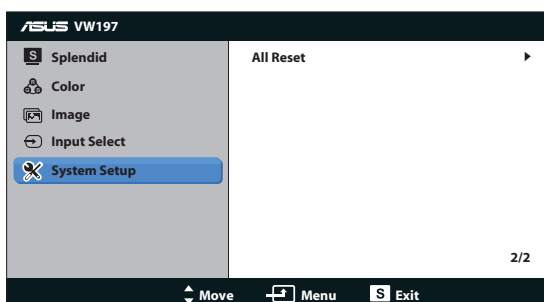 ASUS VW197
S Splendid
Color
Image
Input Select
System Setup
All Reset
2/2
Move Menu S Exit